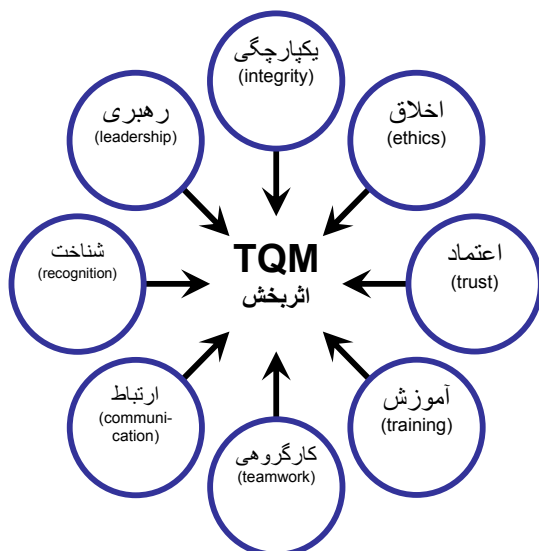 یکپارچگی
(integrity)
اخلاق
(ethics)
رهبری
(leadership)
اعتماد
(trust)
TQM
اثربخش
شناخت
(recognition)
آموزش
(training)
ارتباط
(communi-
cation)
کارگروهی
(teamwork)